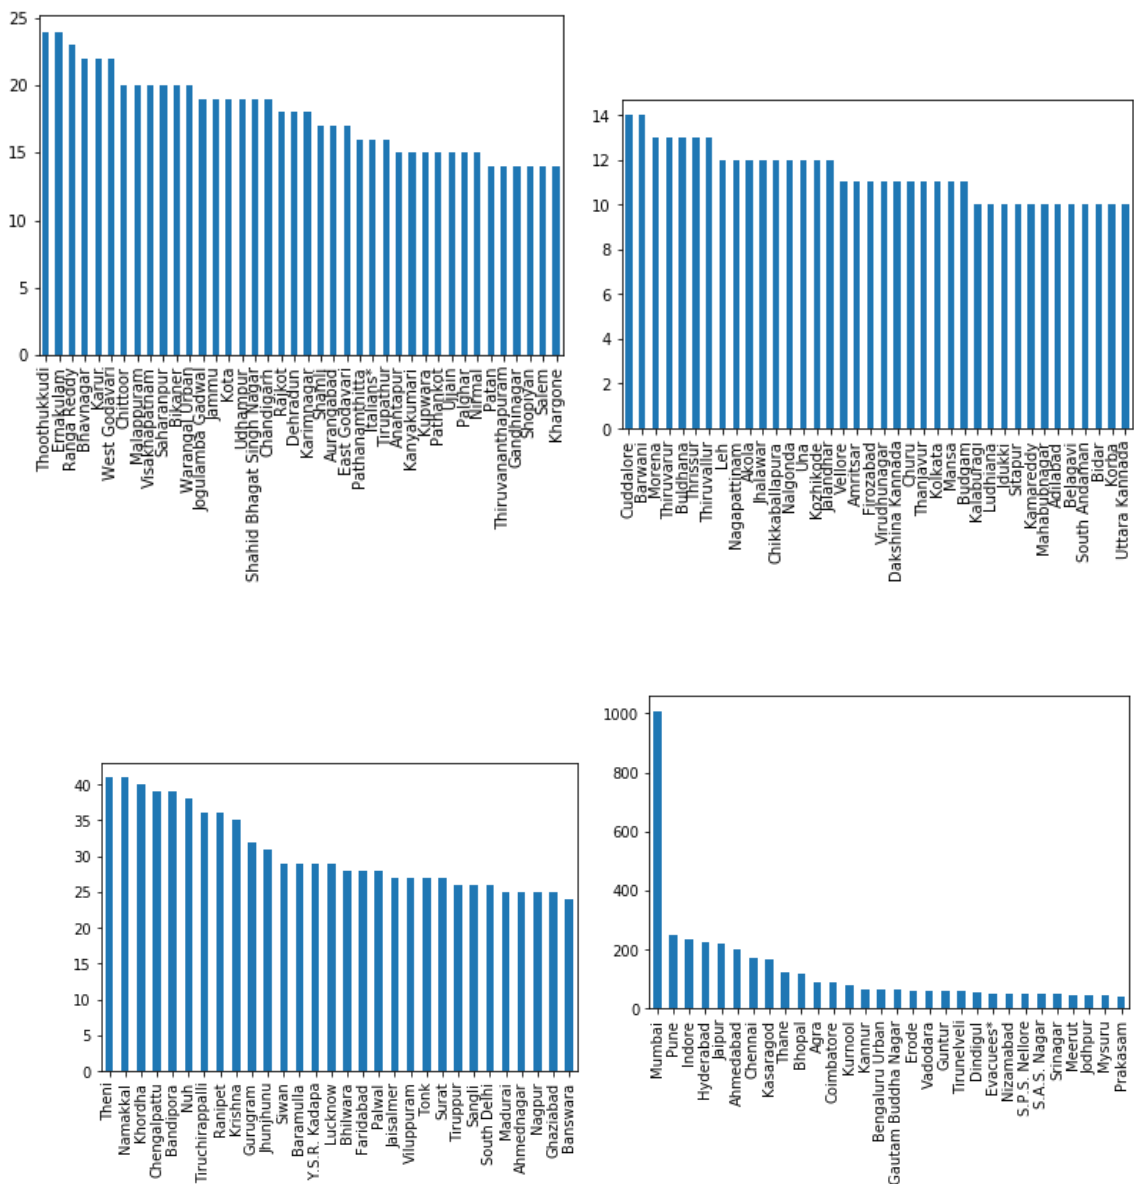 25
20
15
10
5
0
Thoothukkudi
Ernakulam
Ranga Reddy
Bhavnagar
Karur
West Godavari
Chittoor
Malappuram
Visakhapatnam
Saharanpur
Bikaner
Warangal Urban
Jogulamba Gadwal
Jammu
Kota
Udhampur
Shahid Bhagat Singh Nagar
Chandigarh
Rajkot
Dehradun
Karimnagar
Shamli
Aurangabad
East Godavari
Pathanamthitta
Italians*
Tirupathur
Anantapur
Kanyakumari
Kupwara
Pathankot
Ujjain
Palghar
Nirmal
Patan
Thiruvananthapuram
Gandhinagar
Shopiyan
Salem
Khargone
14
12
10
8
6
4
2
0
Cuddalore
Barwani
Morena
Thiruvarur
Buldhana
Thrissur
Thiruvallur
Leh
Nagapattinam
Akola
Jhalawar
Chikkaballapura
Nalgonda
Una
Kozhikode
Jalandhar
Vellore
Amritsar
Firozabad
Virudhunagar
Dakshina Kannada
Churu
Thanjavur
Kolkata
Mansa
Budgam
Kalaburagi
Ludhiana
Idukki
Sitapur
Kamareddy
Mahabubnagar
Adilabad
Belagavi
South Andaman
Bidar
Korba
Uttara Kannada
40
35
30
25
20
15
10
5
0
Theni
Namakkal
Khordha
Chengalpattu
Bandipora
Nuh
Tiruchirappalli
Ranipet
Krishna
Gurugram
Jhunjhunu
Siwan
Baramulla
Y.S.R. Kadapa
Lucknow
Bhilwara
Faridabad
Palwal
Jaisalmer
Viluppuram
Tonk
Surat
Tiruppur
Sangli
South Delhi
Madurai
Ahmednagar
Nagpur
Ghaziabad
Banswara
1000
800
600
400
200
0
Mumbai
Pune
Indore
Hyderabad
Jaipur
Ahmedabad
Chennai
Kasaragod
Thane
Bhopal
Agra
Coimbatore
Kurnool
Kannur
Bengaluru Urban
Gautam Buddha Nagar
Erode
Vadodara
Guntur
Tirunelveli
Dindigul
Evacuees*
Nizamabad
S.P.S. Nellore
S.A.S. Nagar
Srinagar
Meerut
Jodhpur
Mysuru
Prakasam